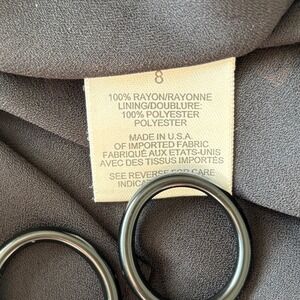 8
100% RAYON/RAYONNE
LINING/DOUBLURE:
100% POLYESTER
POLYESTER
MADE IN U.S.A.
OF IMPORTED FABRIC
FABRIQUÉ AUX ETATS-UNIS
AVEC DES TISSUS IMPORTÉS
SEE REVERSE FOR CARE